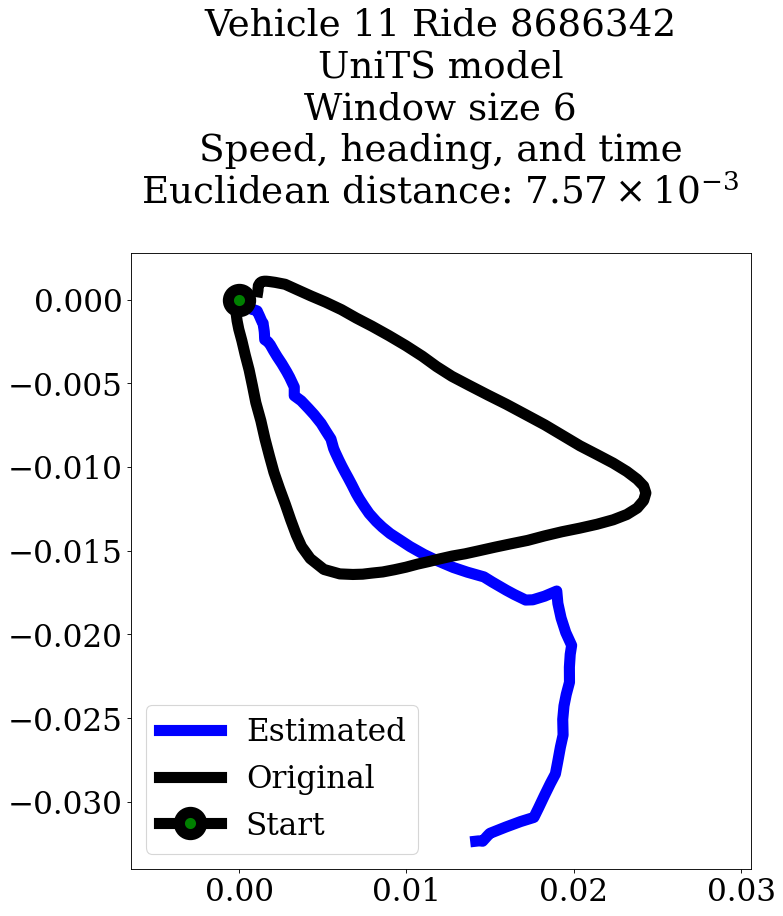 Vehicle 11 Ride 8686342
UniTS model
Window size 6
Speed, heading, and time
Euclidean distance: 7.57 × 10⁻³
0.000
−0.005
−0.010
−0.015
−0.020
−0.025
−0.030
Estimated
Original
Start
0.00 0.01 0.02 0.03